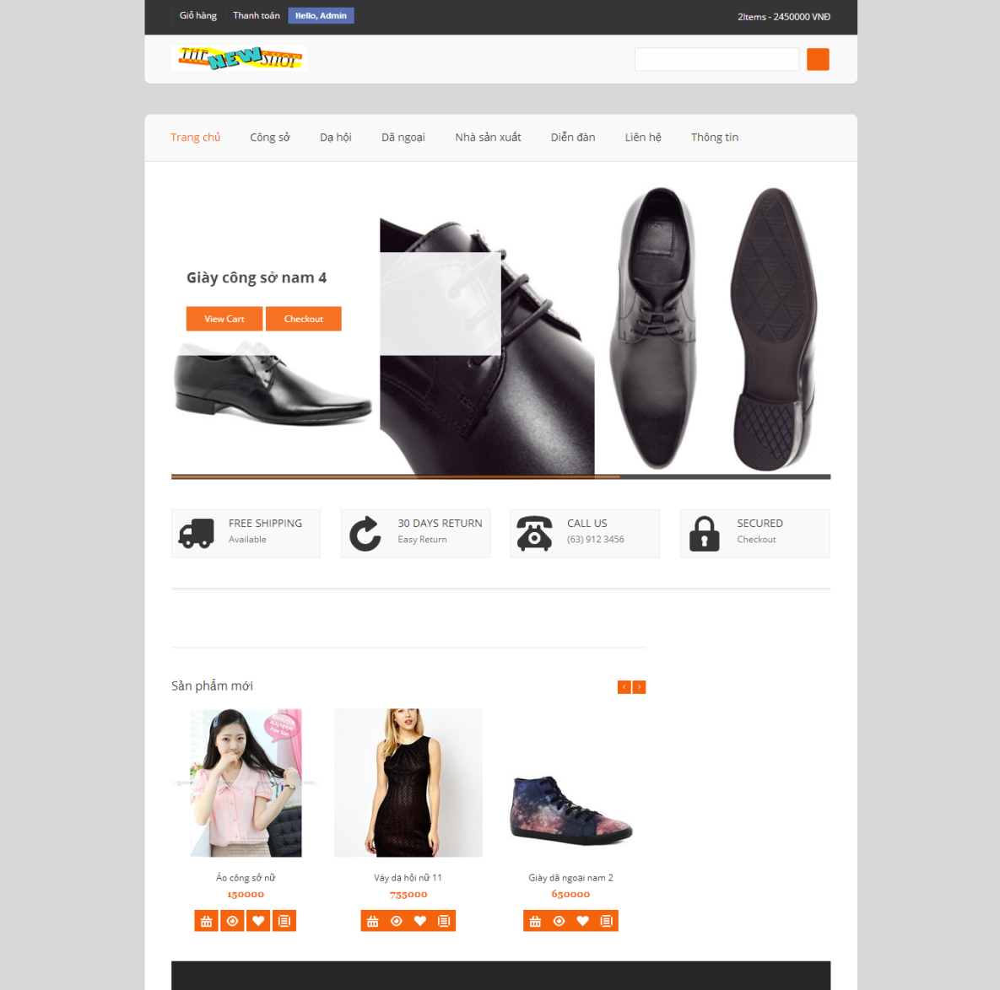 Giỏ hàng
Thanh toán
Hello, Admin
2Items - 2450000 VNĐ
THE NEW SHOP
Trang chủ
Công sở
Dạ hội
Dã ngoại
Nhà sản xuất
Diễn đàn
Liên hệ
Thông tin
Giày công sở nam 4
View Cart
Checkout
FREE SHIPPING
Available
30 DAYS RETURN
Easy Return
CALL US
(63) 912 3456
SECURED
Checkout
Sản phẩm mới
Free Size
Áo công sở nữ
150000
Váy dạ hội nữ 11
755000
Giày dã ngoại nam 2
650000